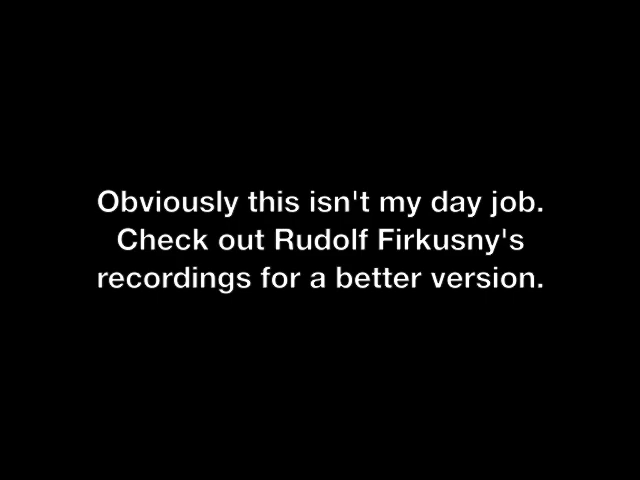 Obviously this isn't my day job.
Check out Rudolf Firkusny's
recordings for a better version.